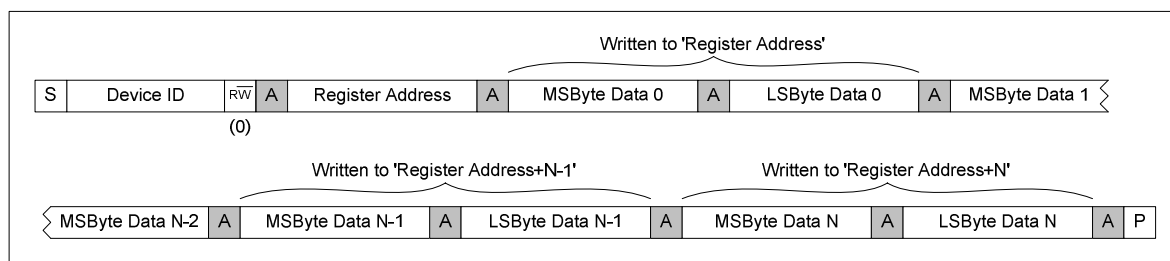 Written to 'Register Address'
S Device ID RW A Register Address A MSByte Data 0 A LSByte Data 0 A MSByte Data 1
(0)
Written to 'Register Address+N-1' Written to 'Register Address+N'
MSByte Data N-2 A MSByte Data N-1 A LSByte Data N-1 A MSByte Data N A LSByte Data N A P